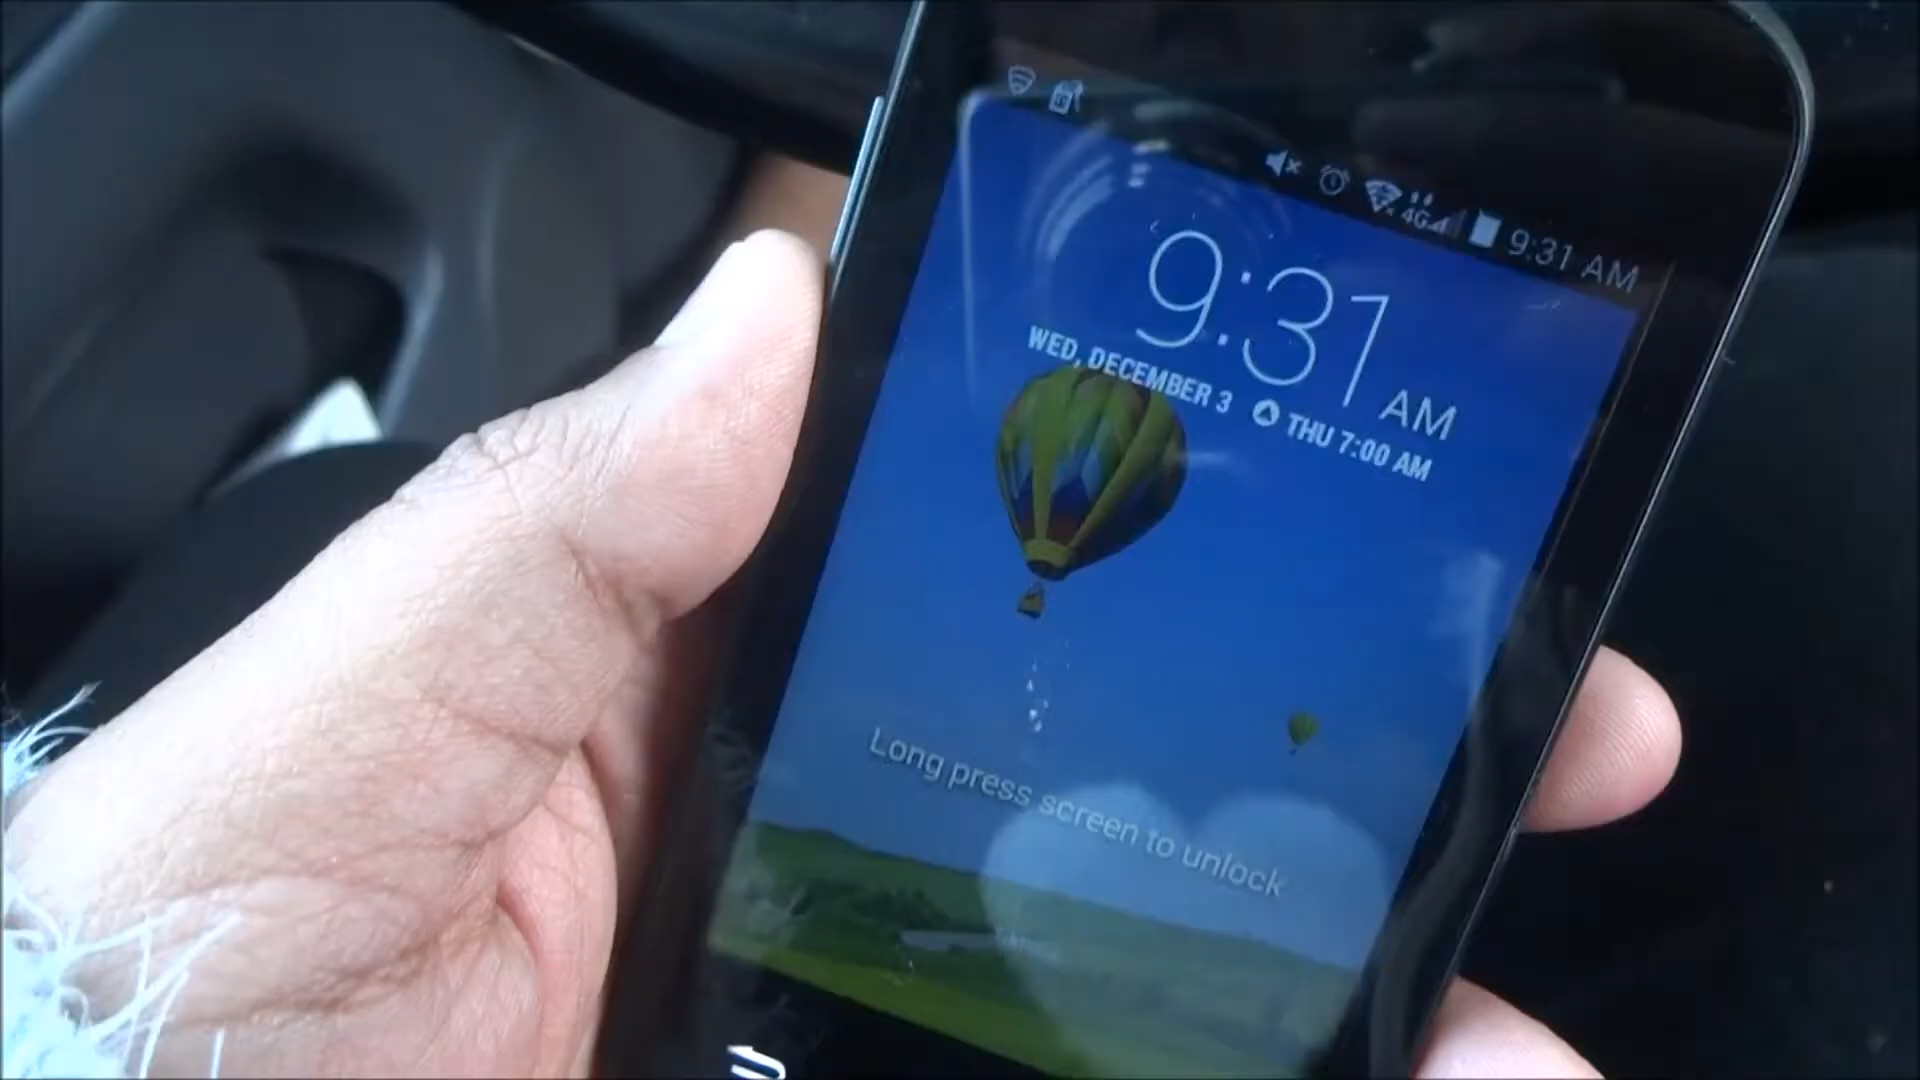 4G 9:31 AM
9:31 AM
WED, DECEMBER 3 THU 7:00 AM
Long press screen to unlock